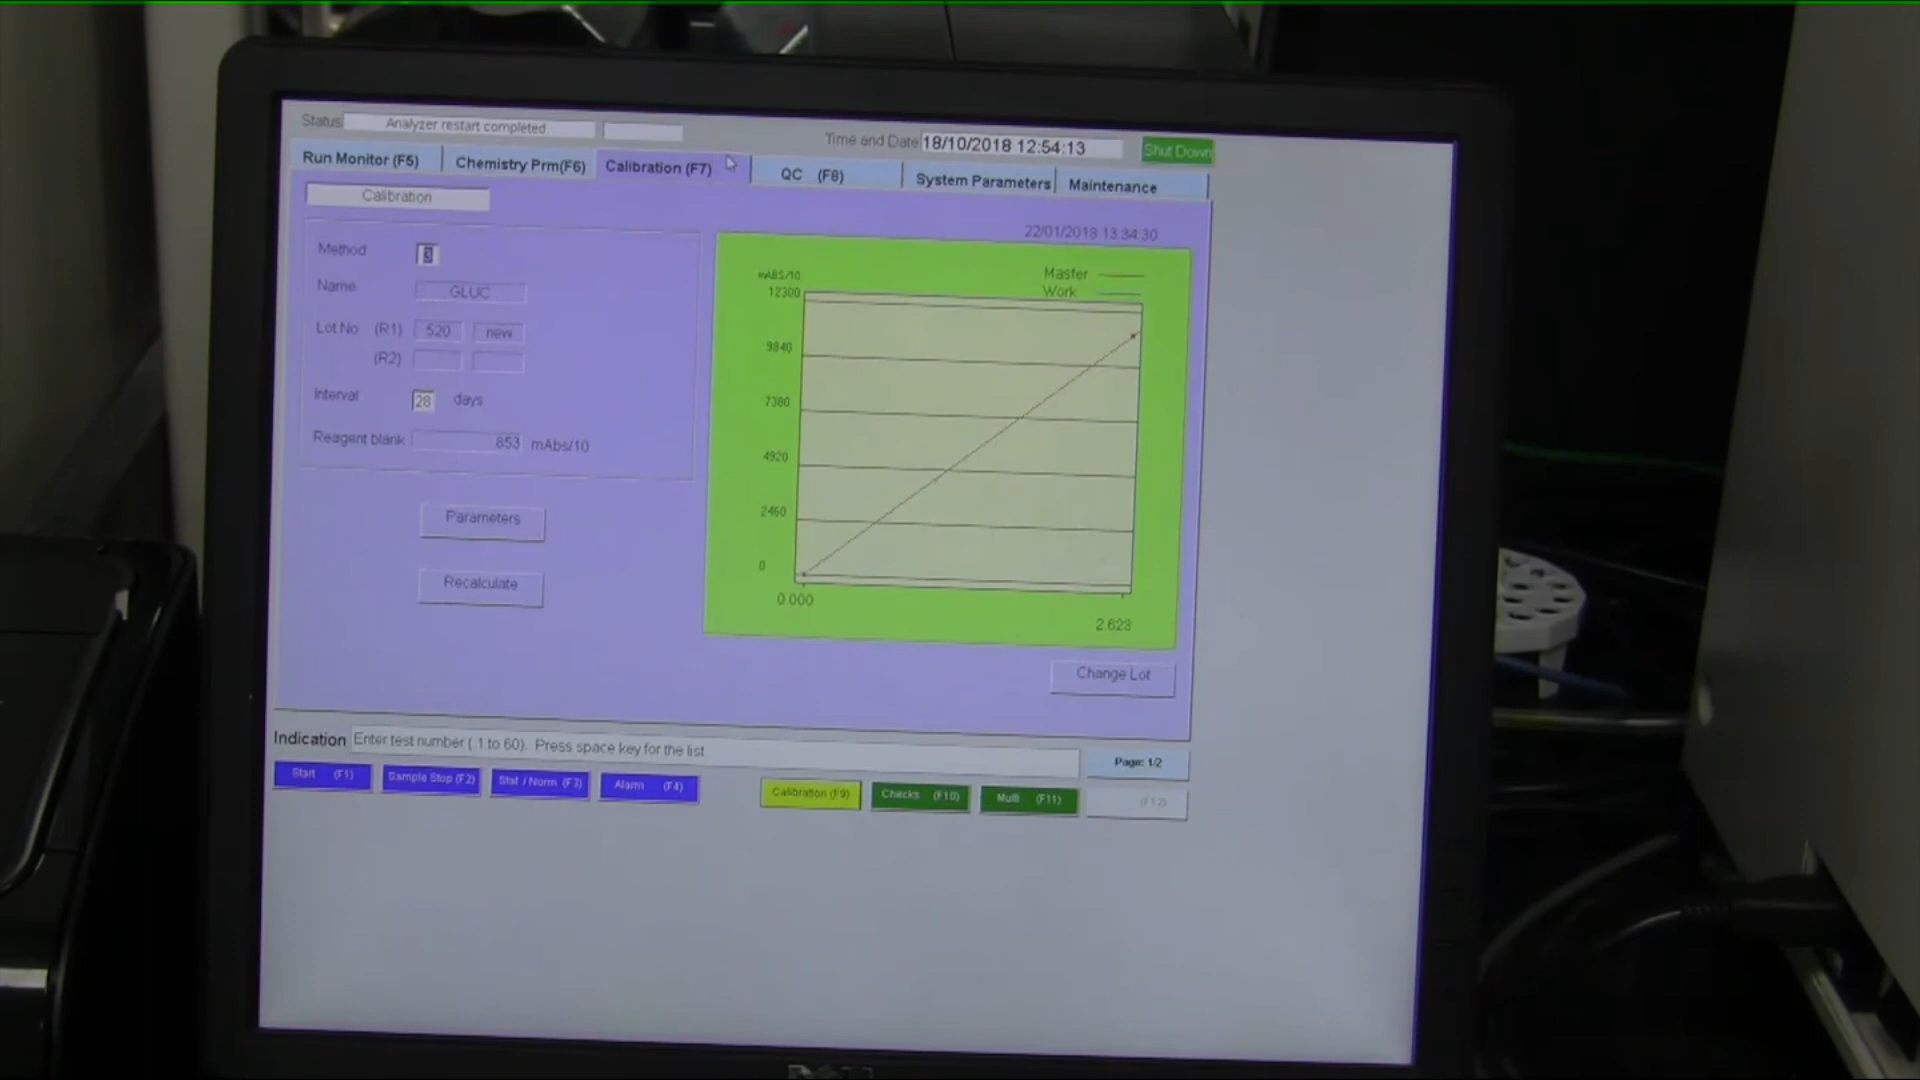 Status Analyzer restart completed
Time and Date 18/10/2018 12:54:13 Shut Down
Run Monitor (F5) Chemistry Prm(F6) Calibration (F7) QC (F8) System Parameters Maintenance
Calibration
22/01/2018 13:34:30
Method 3
Name GLUC
Lot No (R1) 520 new
(R2)
Interval 28 days
Reagent blank 853 mAbs/10
Parameters
Recalculate
mABS/10
Master
Work
12300
9840
7380
4920
2460
0
0.000 2.623
Change Lot
Indication Enter test number ( 1 to 60). Press space key for the list
Page: 1/2
Start (F1) Sample Stop (F2) Stat / Norm (F3) Alarm (F4) Calibration (F9) Checks (F10) Multi (F11) (F12)